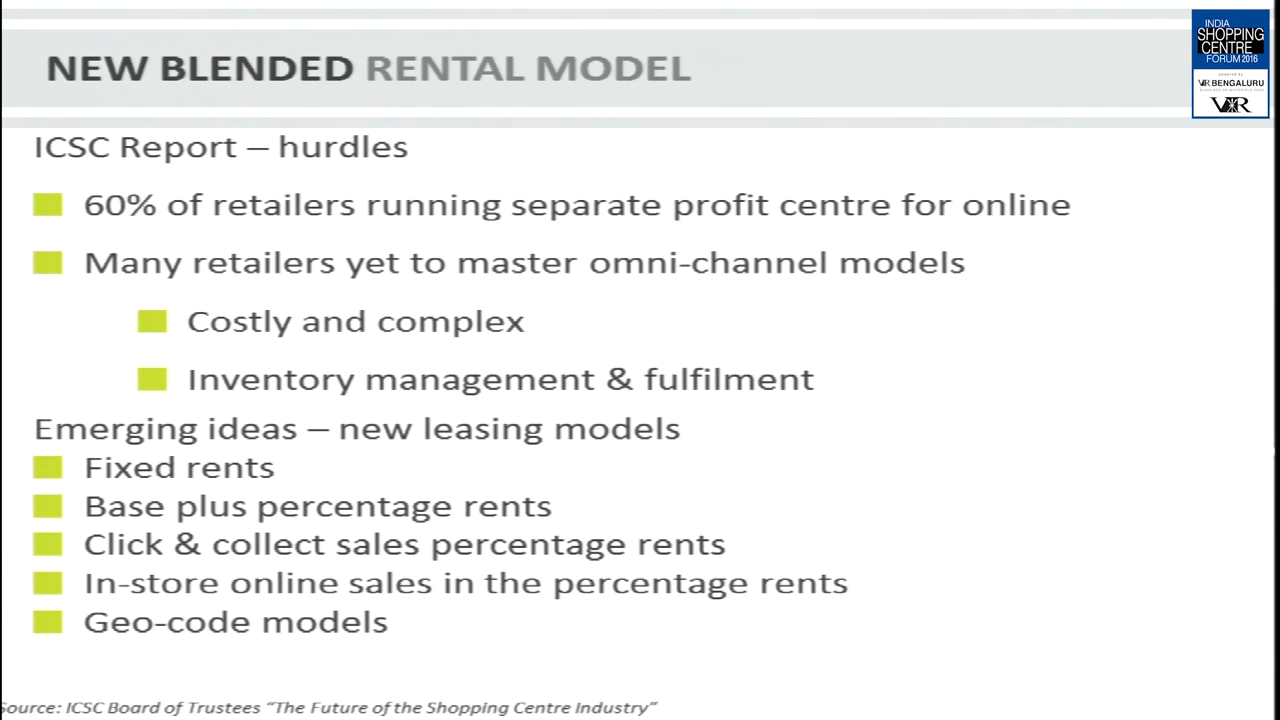 NEW BLENDED RENTAL MODEL
INDIA
SHOPPING
CENTRE
FORUM 2016
VR BENGALURU
VR
ICSC Report – hurdles
60% of retailers running separate profit centre for online
Many retailers yet to master omni-channel models
Costly and complex
Inventory management & fulfilment
Emerging ideas – new leasing models
Fixed rents
Base plus percentage rents
Click & collect sales percentage rents
In-store online sales in the percentage rents
Geo-code models
Source: ICSC Board of Trustees “The Future of the Shopping Centre Industry”